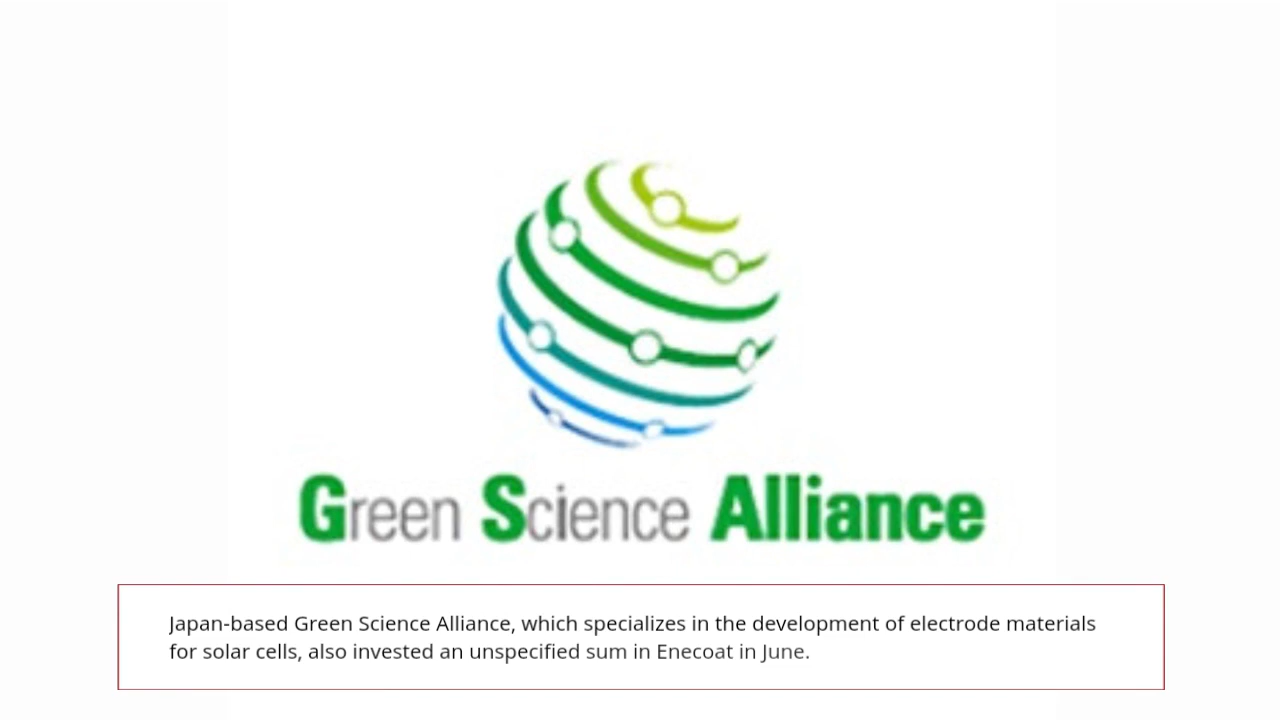 Green Science Alliance
Japan-based Green Science Alliance, which specializes in the development of electrode materials
for solar cells, also invested an unspecified sum in Enecoat in June.